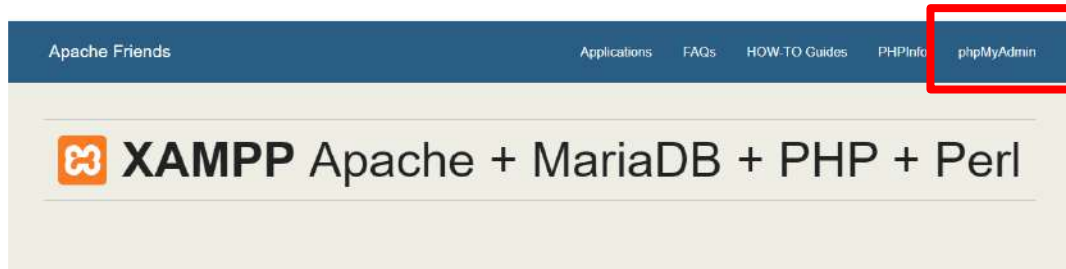 Apache Friends Applications FAQs HOW-TO Guides PHPInfo phpMyAdmin
XAMPP Apache + MariaDB + PHP + Perl